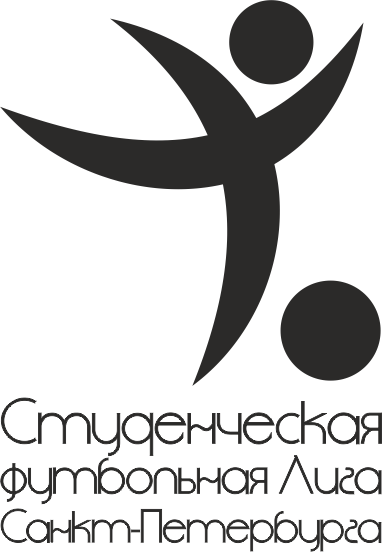 Студенческая
футбольная Лига
Санкт-Петербурга